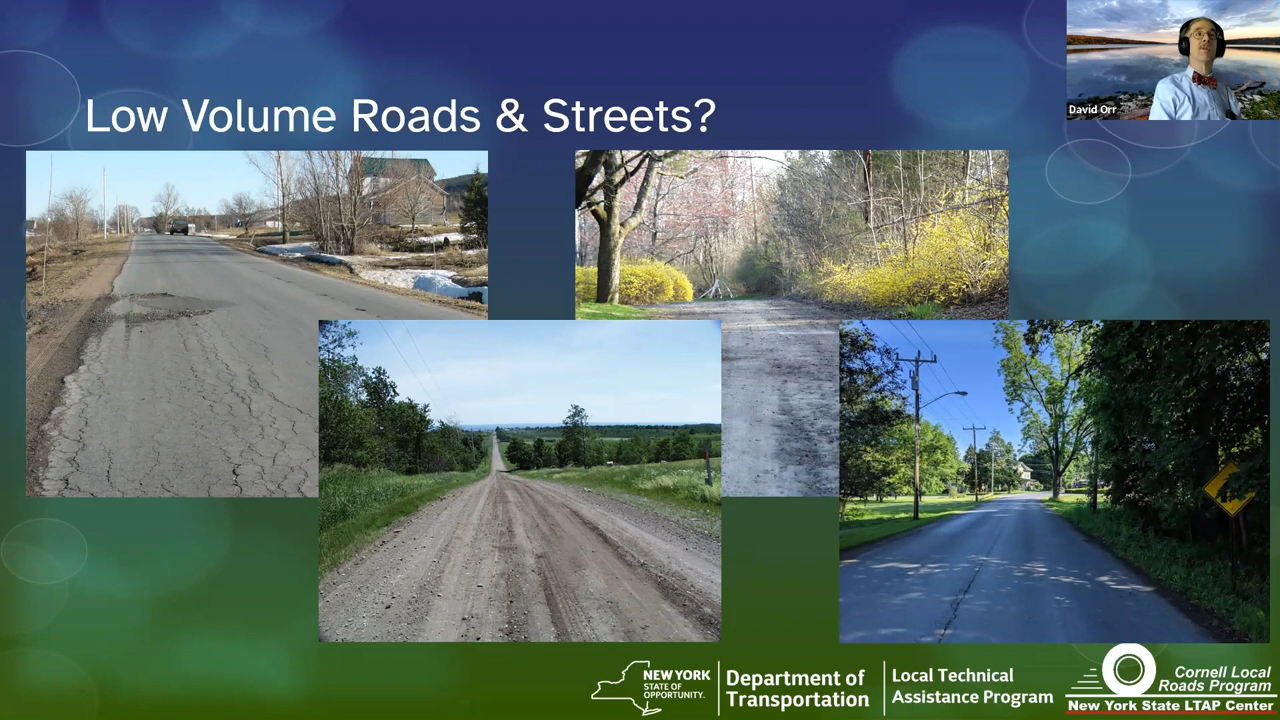 Low Volume Roads & Streets?
David Orr
NEW YORK
STATE OF
OPPORTUNITY.
Department of
Transportation
Local Technical
Assistance Program
Cornell Local
Roads Program
New York State LTAP Center